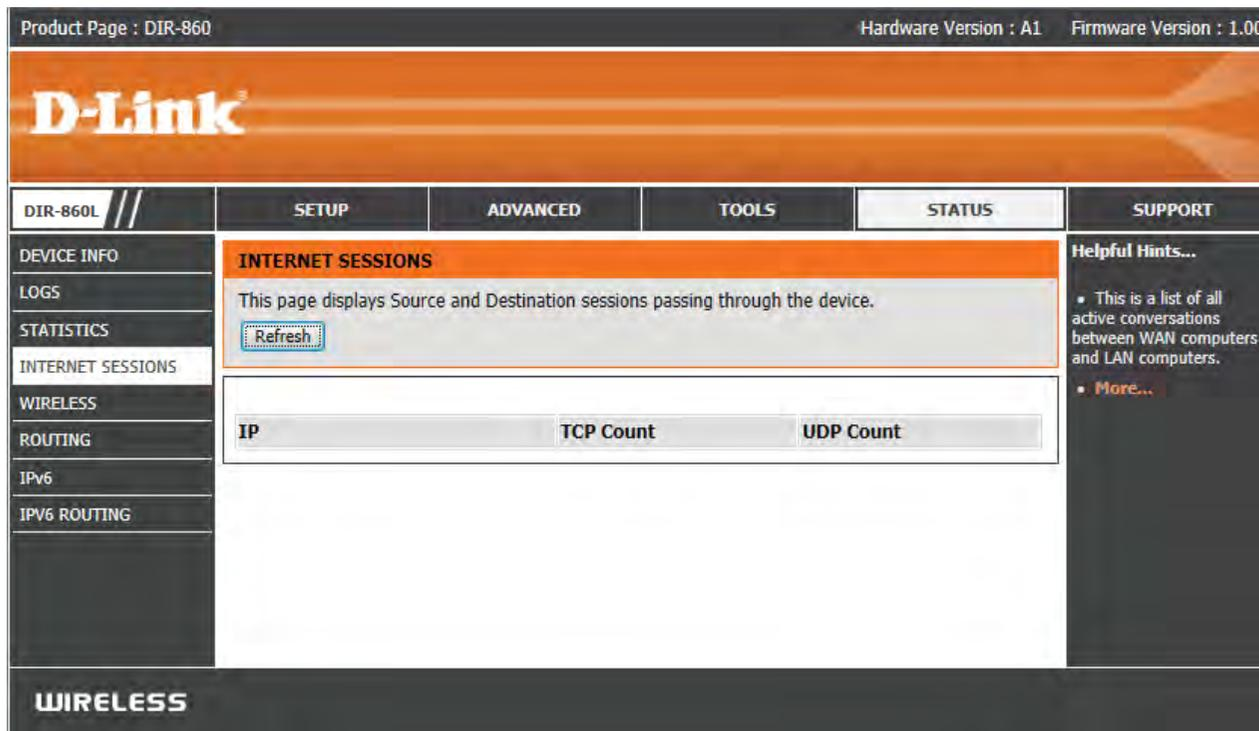 Product Page : DIR-860
Hardware Version : A1
Firmware Version : 1.00
D-Link
DIR-860L
SETUP
ADVANCED
TOOLS
STATUS
SUPPORT
DEVICE INFO
LOGS
STATISTICS
INTERNET SESSIONS
WIRELESS
ROUTING
IPv6
IPV6 ROUTING
INTERNET SESSIONS
This page displays Source and Destination sessions passing through the device.
Refresh
IP
TCP Count
UDP Count
Helpful Hints...
• This is a list of all
active conversations
between WAN computers
and LAN computers.
• More...
WIRELESS